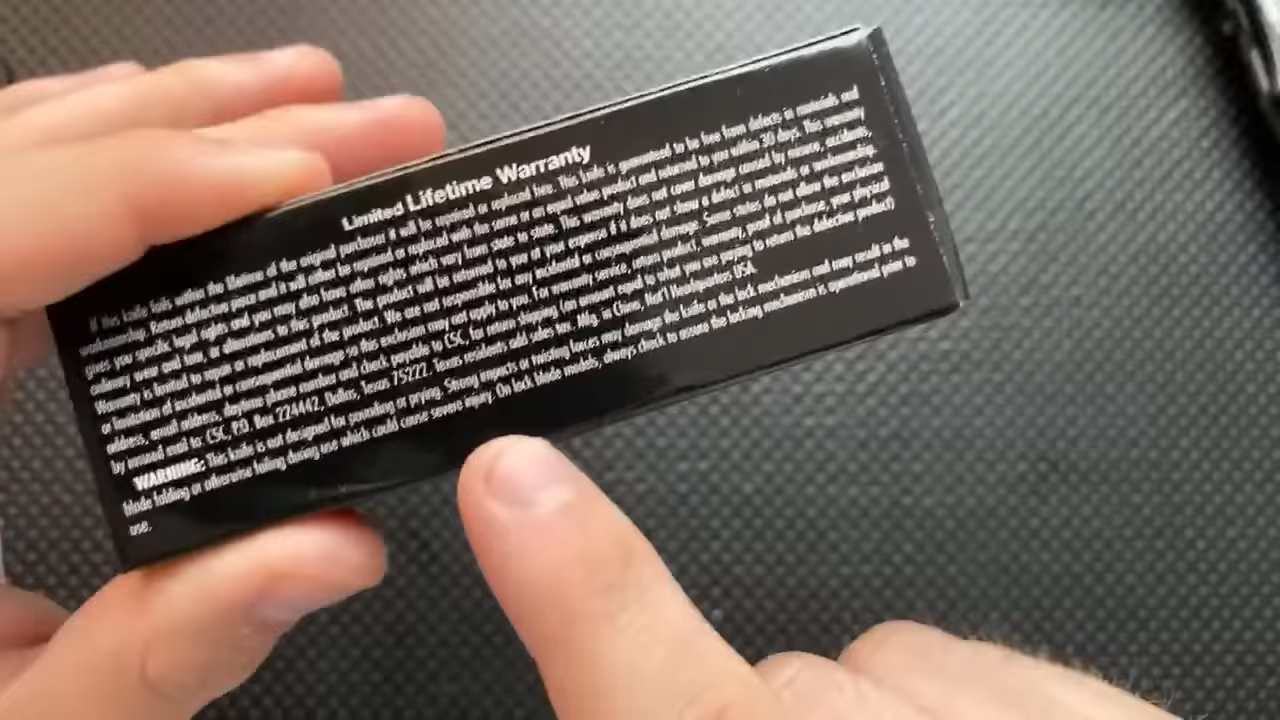 Limited Lifetime Warranty
If this knife fails within the lifetime of the original purchaser it will be repaired or replaced free. This knife is guaranteed to be free from defects in materials and
workmanship. Return defective piece and it will either be repaired or replaced with the same or an equal value product and returned to you within 30 days. This warranty
gives you specific legal rights and you may also have other rights which vary from state to state. This warranty does not cover damage caused by misuse, accidents,
ordinary wear and tear, or alterations to this product. The product will be returned to you at your expense if it does not show a defect in materials or workmanship.
Warranty is limited to repair or replacement of the product. We are not responsible for any incidental or consequential damage. Some states do not allow the exclusion
or limitation of incidental or consequential damage so this exclusion may not apply to you. For warranty service, return product, warranty, proof of purchase, your physical
address, email address, daytime phone number and check payable to CSC, for return shipping (an amount equal to what you are paying to return the defective product)
by insured mail to: CSC, P.O. Box 224442, Dallas, Texas 75222. Texas residents add sales tax. Mfg. in China, Nat'l Headquarters USA.
WARNING: This knife is not designed for pounding or prying. Strong impacts or twisting forces may damage the knife or the lock mechanism and may result in the
blade folding or otherwise failing during use which could cause severe injury. On lock blade models, always check to assure the locking mechanism is operational prior to
use.